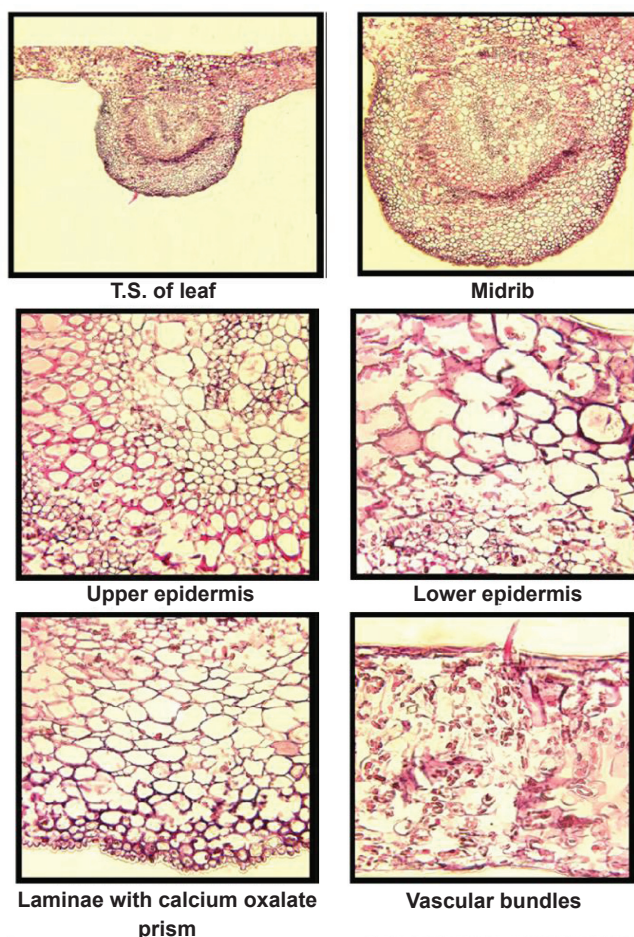 T.S. of leaf
Midrib
Upper epidermis
Lower epidermis
Laminae with calcium oxalate
prism
Vascular bundles